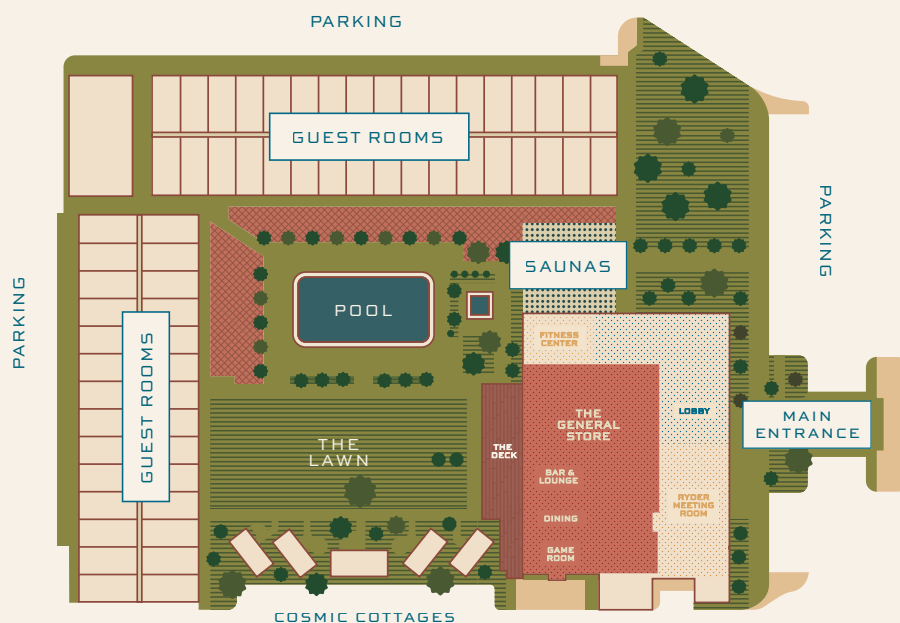 PARKING
GUEST ROOMS
PARKING
SAUNAS
POOL
PARKING
FITNESS
CENTER
GUEST ROOMS
THE
GENERAL
STORE
LOBBY
MAIN
ENTRANCE
THE
LAWN
THE
DECK
BAR &
LOUNGE
RYDER
MEETING
ROOM
DINING
GAME
ROOM
COSMIC COTTAGES